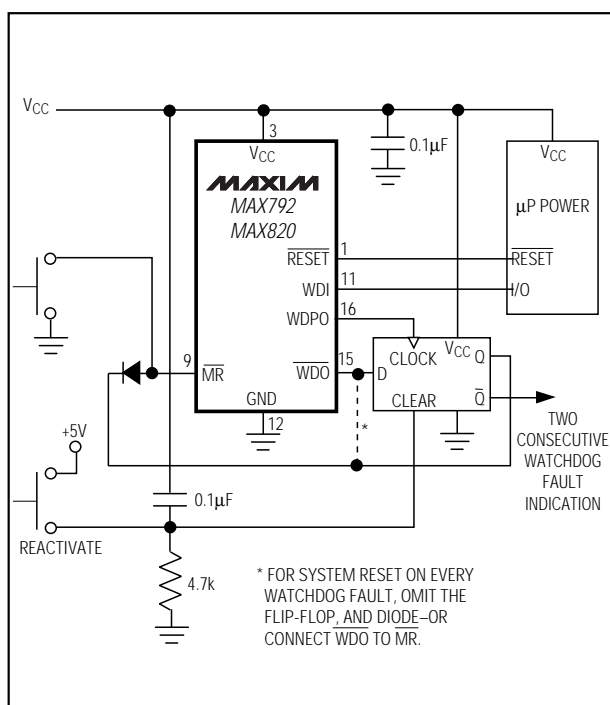 VCC
3
VCC
0.1μF
VCC
MAXIM
MAX792
MAX820
μP POWER
RESET
1
RESET
WDI
11
I/O
WDPO
16
9
MR
WDO
15
D
CLOCK
VCC
Q
CLEAR
Q
GND
12
*
TWO
CONSECUTIVE
WATCHDOG
FAULT
INDICATION
+5V
0.1μF
REACTIVATE
4.7k
* FOR SYSTEM RESET ON EVERY
WATCHDOG FAULT, OMIT THE
FLIP-FLOP, AND DIODE–OR
CONNECT WDO TO MR.